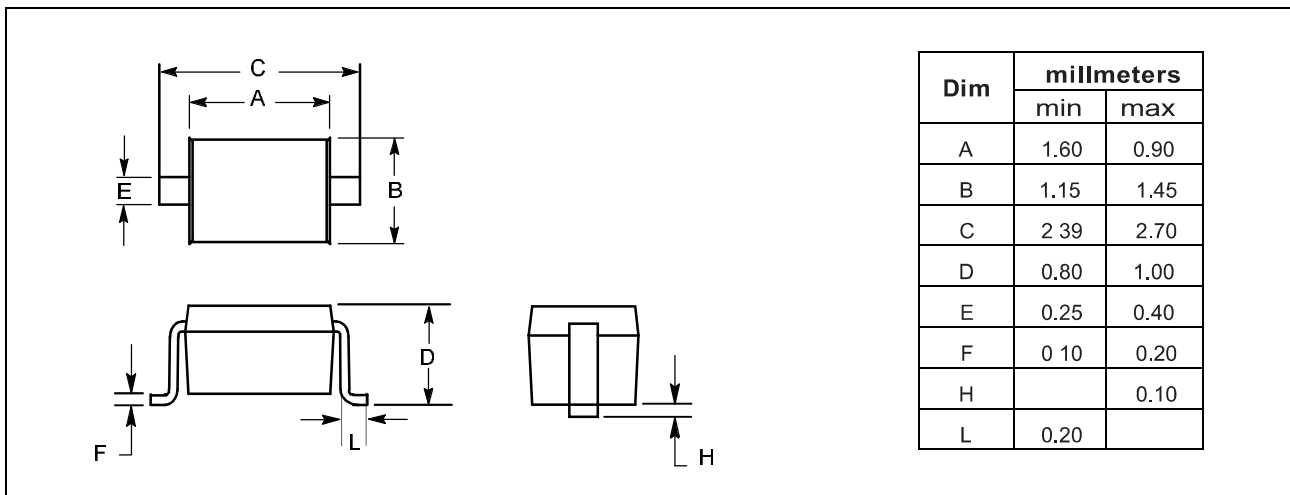 C
A
E
B
D
F
L
H
Dim millmeters
min max
A 1.60 0.90
B 1.15 1.45
C 2 39 2.70
D 0.80 1.00
E 0.25 0.40
F 0 10 0.20
H 0.10
L 0.20